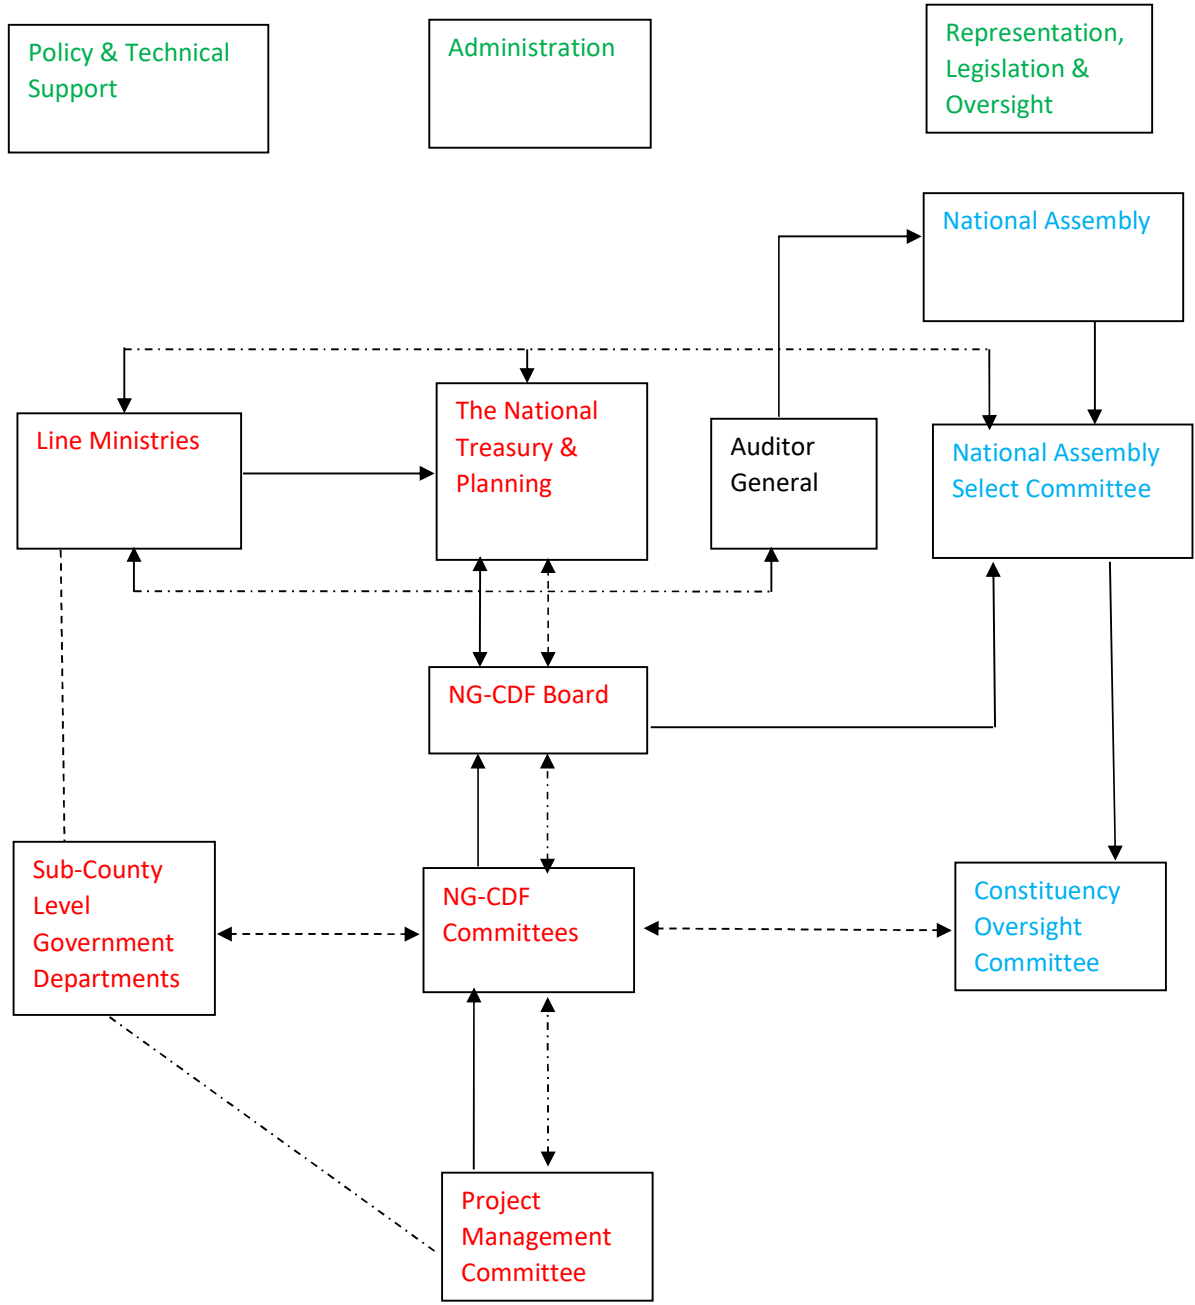 Policy & Technical
Support
Administration
Representation,
Legislation &
Oversight
National Assembly
Line Ministries
The National
Treasury &
Planning
Auditor
General
National Assembly
Select Committee
NG-CDF Board
Sub-County
Level
Government
Departments
NG-CDF
Committees
Constituency
Oversight
Committee
Project
Management
Committee